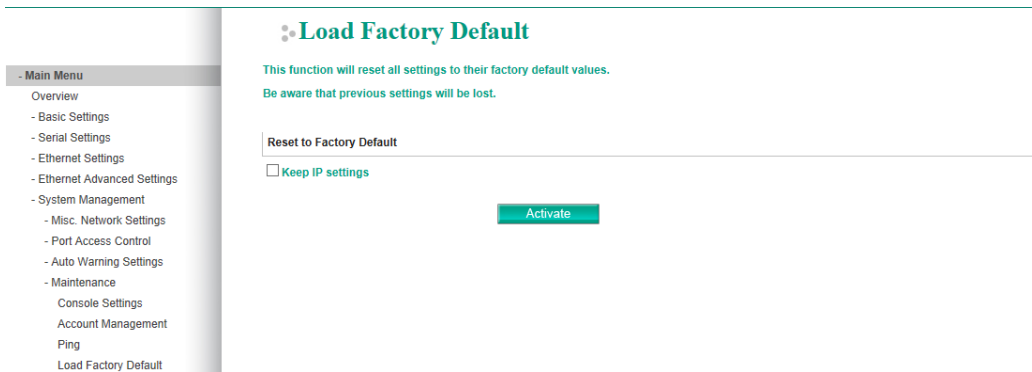 - Main Menu
Overview
- Basic Settings
- Serial Settings
- Ethernet Settings
- Ethernet Advanced Settings
- System Management
- Misc. Network Settings
- Port Access Control
- Auto Warning Settings
- Maintenance
Console Settings
Account Management
Ping
Load Factory Default
Load Factory Default
This function will reset all settings to their factory default values.
Be aware that previous settings will be lost.
Reset to Factory Default
Keep IP settings
Activate